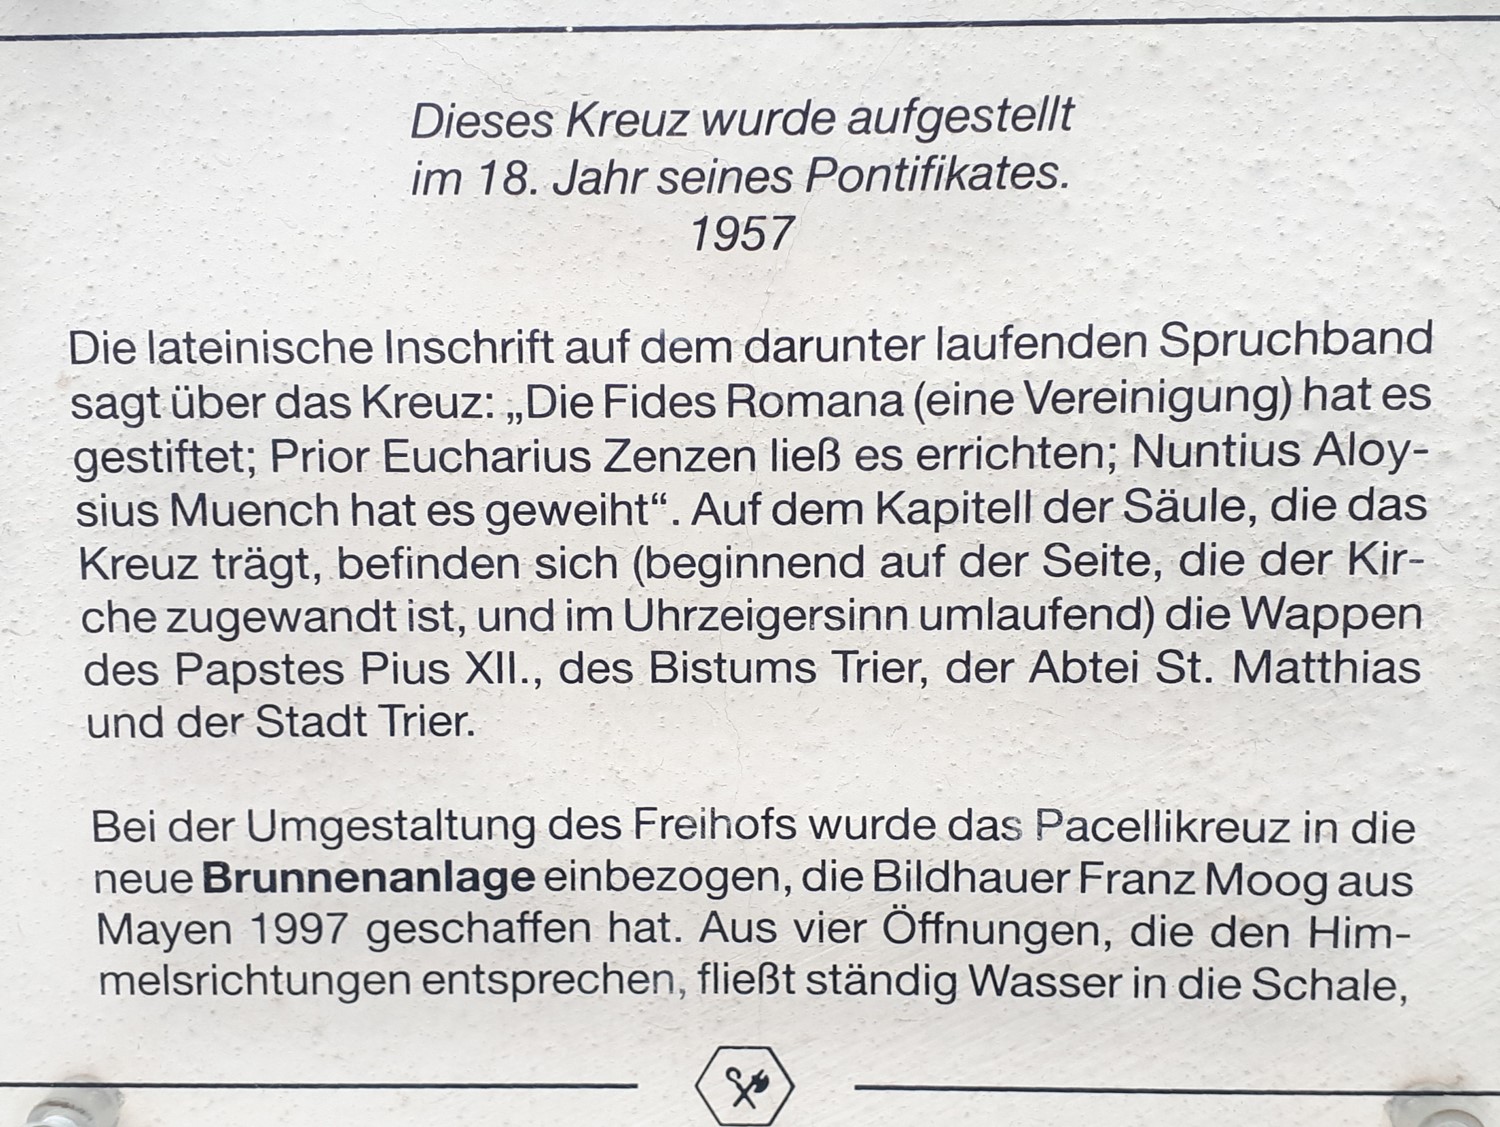 Dieses Kreuz wurde aufgestellt
im 18. Jahr seines Pontifikates.
1957
Die lateinische Inschrift auf dem darunter laufenden Spruchband
sagt über das Kreuz: „Die Fides Romana (eine Vereinigung) hat es
gestiftet; Prior Eucharius Zenzen ließ es errichten; Nuntius Aloy-
sius Muench hat es geweiht“. Auf dem Kapitell der Säule, die das
Kreuz trägt, befinden sich (beginnend auf der Seite, die der Kir-
che zugewandt ist, und im Uhrzeigersinn umlaufend) die Wappen
des Papstes Pius XII., des Bistums Trier, der Abtei St. Matthias
und der Stadt Trier.
Bei der Umgestaltung des Freihofs wurde das Pacellikreuz in die
neue Brunnenanlage einbezogen, die Bildhauer Franz Moog aus
Mayen 1997 geschaffen hat. Aus vier Öffnungen, die den Him-
melsrichtungen entsprechen, fließt ständig Wasser in die Schale,